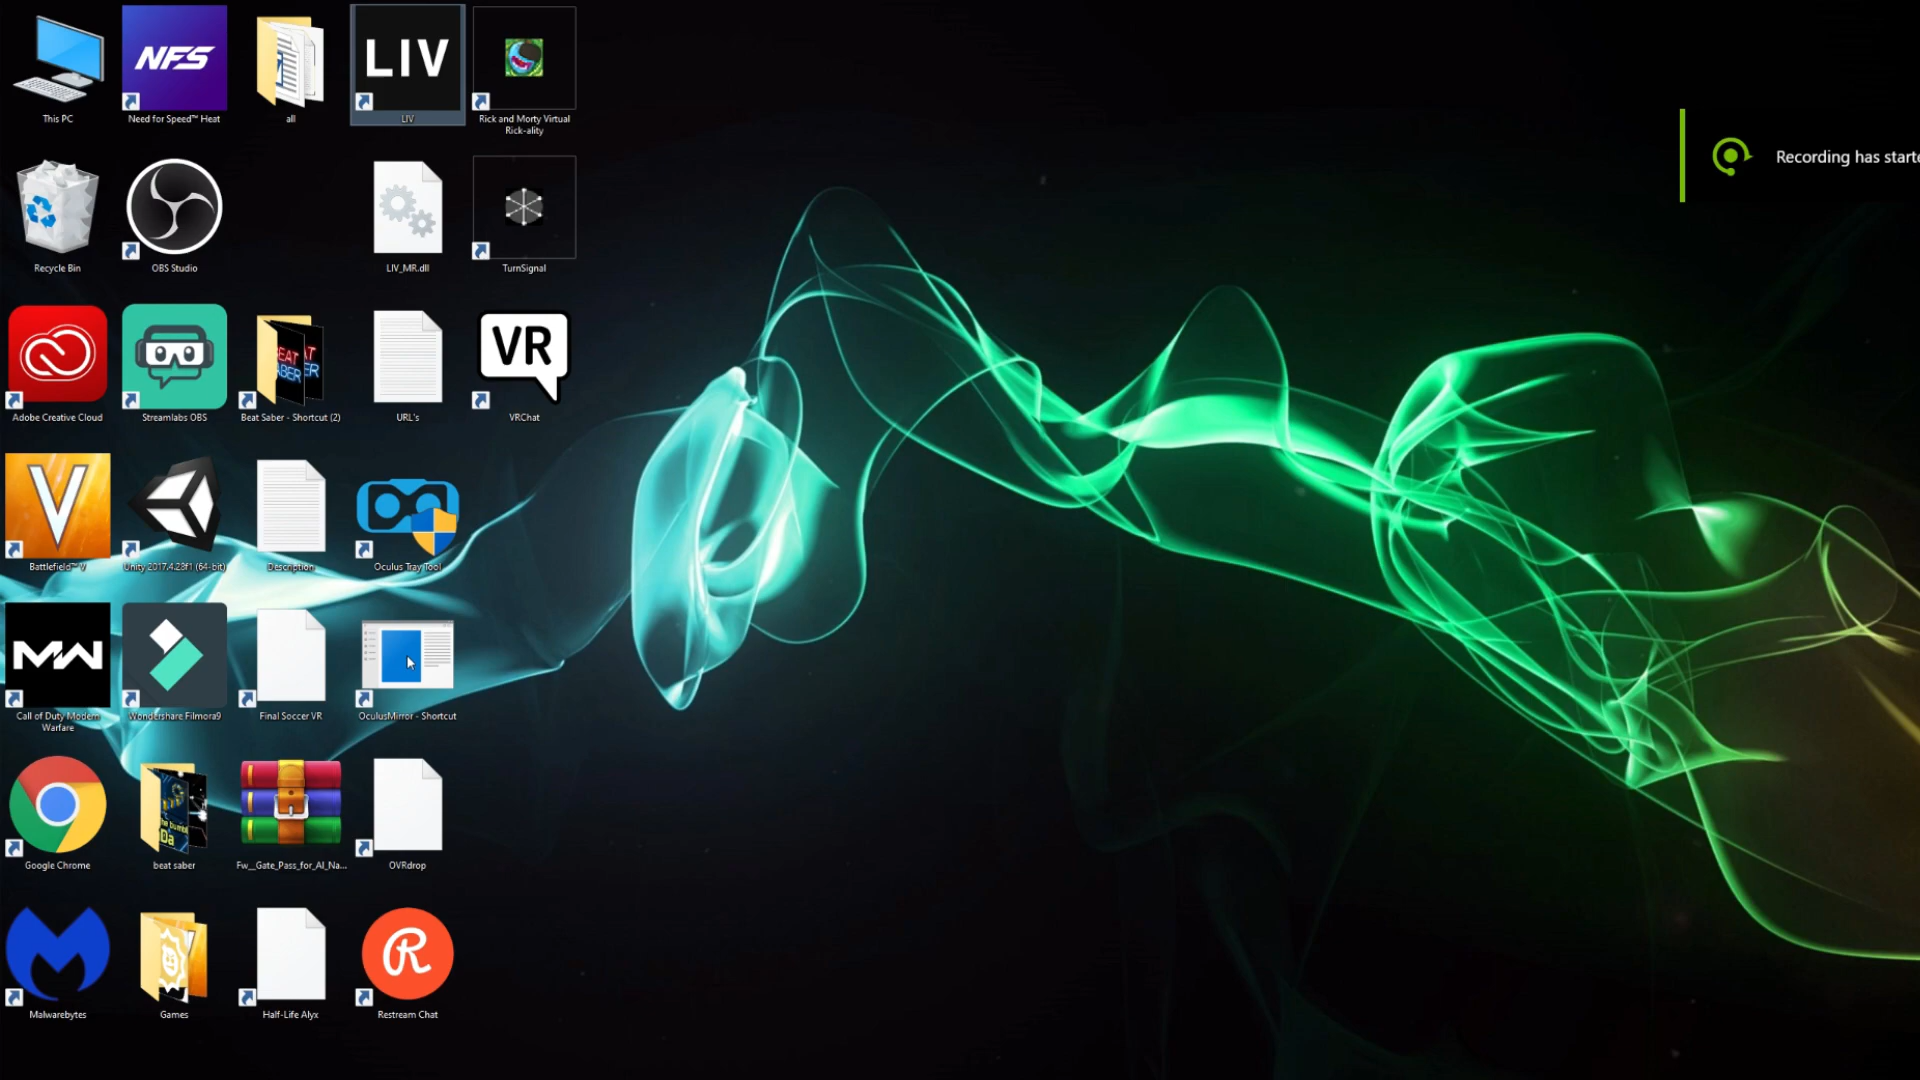 NFS
LIV
This PC
Need for Speed™ Heat
all
LIV
Rick and Morty Virtual
Rick-ality
Recording has starte
Recycle Bin
OBS Studio
LIV_MR.dll
TurnSignal
VR
Adobe Creative Cloud
Streamlabs OBS
Beat Saber - Shortcut (2)
URL's
VRChat
V
Battlefield™ V
Unity 2017.4.28f1 (64-bit)
Description
Oculus Tray Tool
MW
Call of Duty Modern
Warfare
Wondershare Filmora9
Final Soccer VR
OculusMirror - Shortcut
Google Chrome
beat saber
Fw__Gate_Pass_for_Al_Na...
OVRdrop
R
Malwarebytes
Games
Half-Life Alyx
Restream Chat